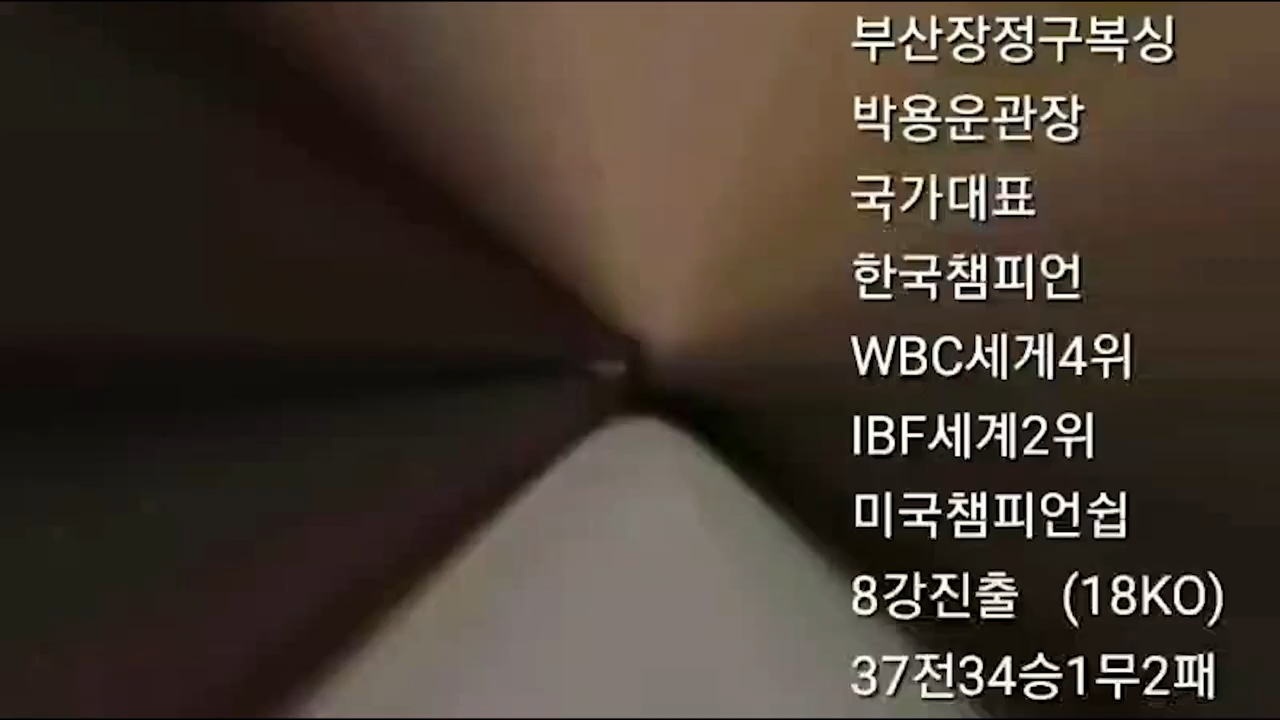 부산장정구복싱
박용운관장
국가대표
한국챔피언
WBC세게4위
IBF세계2위
미국챔피언쉽
8강진출 (18KO)
37전34승1무2패